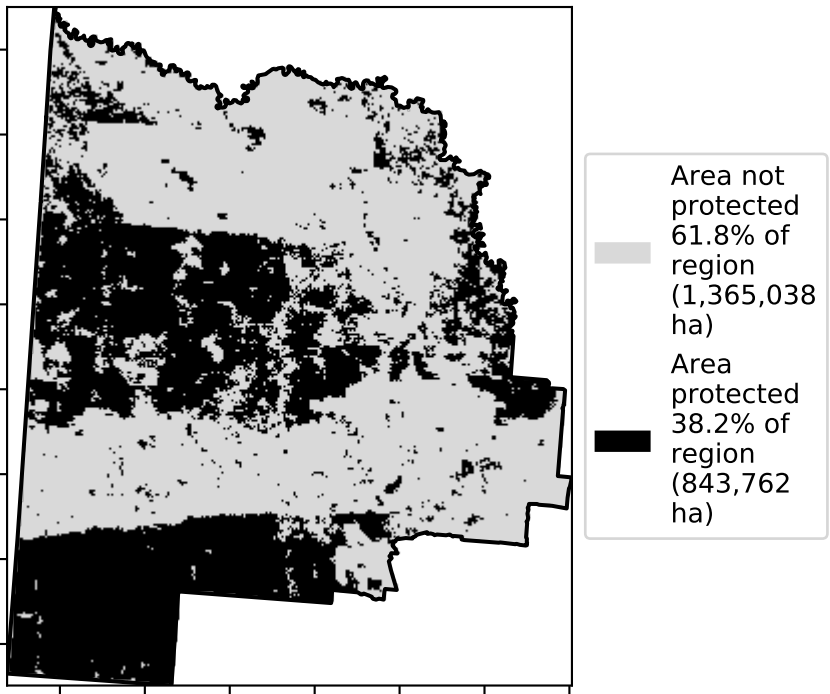 Area not
protected
61.8% of
region
(1,365,038
ha)
Area
protected
38.2% of
region
(843,762
ha)